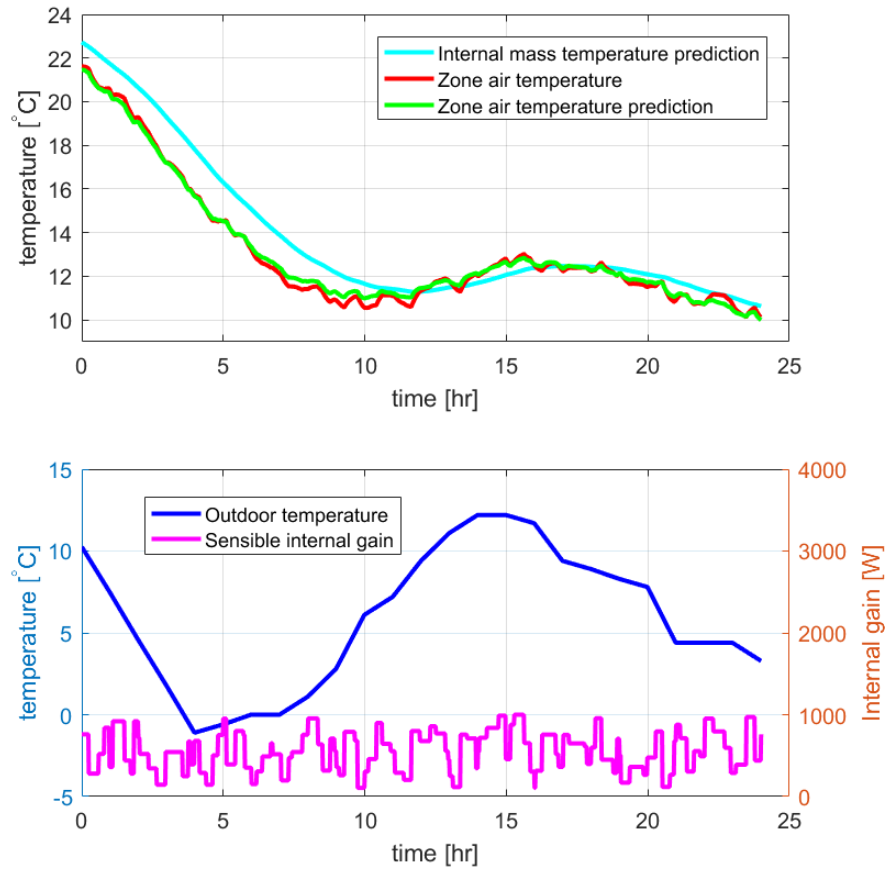 24
22
20
18
16
14
12
10
temperature [°C]
Internal mass temperature prediction
Zone air temperature
Zone air temperature prediction
0 5 10 15 20 25
time [hr]
15
10
5
0
-5
temperature [°C]
Outdoor temperature
Sensible internal gain
4000
3000
2000
1000
0
Internal gain [W]
0 5 10 15 20 25
time [hr]